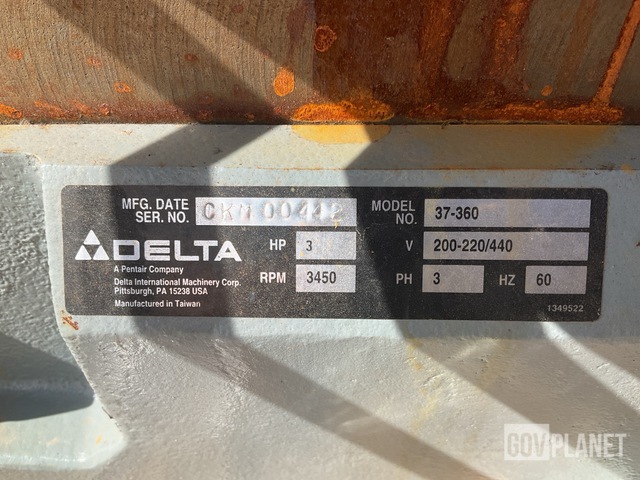 MFG. DATE
SER. NO. 00442
MODEL
NO. 37-360
DELTA
HP 3
V 200-220/440
A Pentair Company
Delta International Machinery Corp.
Pittsburgh, PA 15238 USA
Manufactured in Taiwan
RPM 3450
PH 3
HZ 60
1349522
GOVPLANET